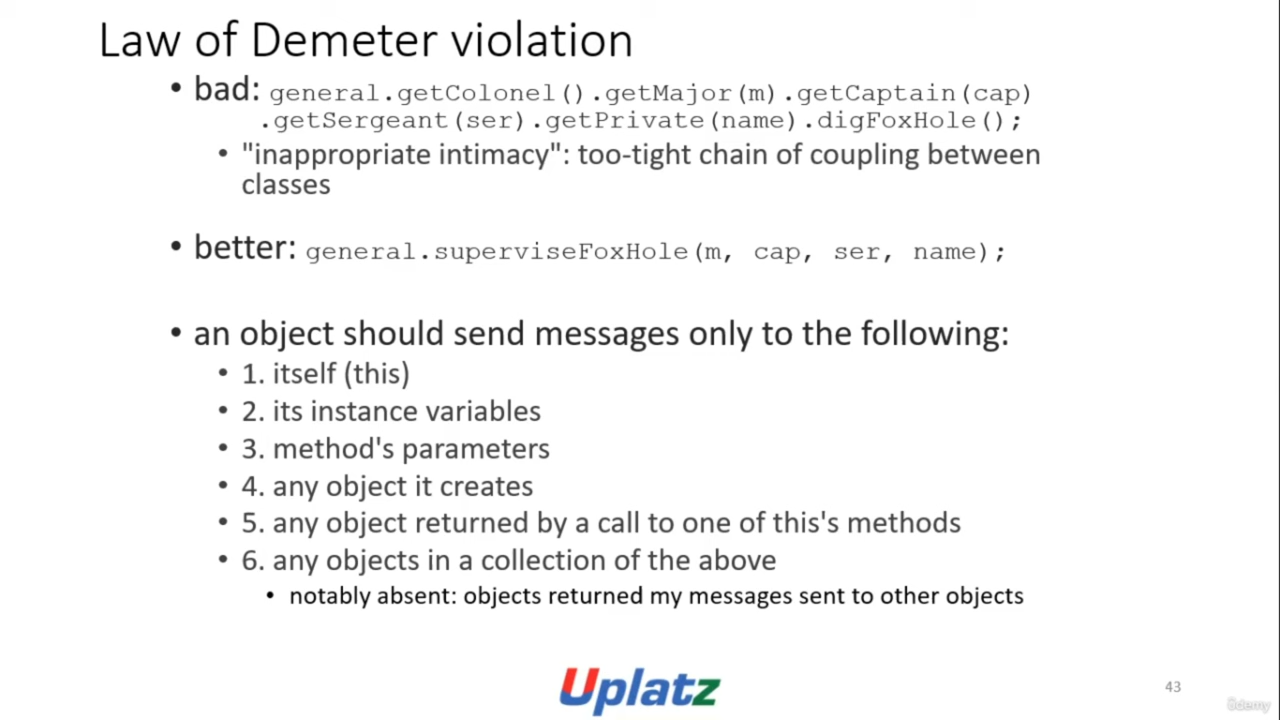 Law of Demeter violation
• bad: general.getColonel().getMajor(m).getCaptain(cap)
.getSergeant(ser).getPrivate(name).digFoxHole();
• "inappropriate intimacy": too-tight chain of coupling between
classes
• better: general.superviseFoxHole(m, cap, ser, name);
• an object should send messages only to the following:
• 1. itself (this)
• 2. its instance variables
• 3. method's parameters
• 4. any object it creates
• 5. any object returned by a call to one of this's methods
• 6. any objects in a collection of the above
• notably absent: objects returned my messages sent to other objects
Uplatz
43
ûdemy